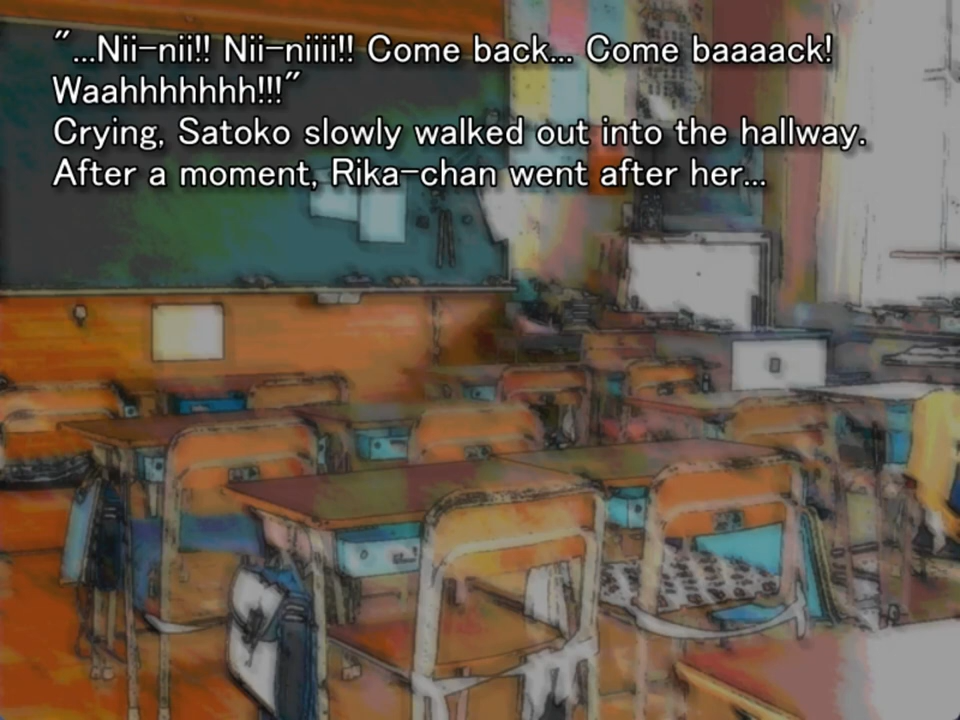 "...Nii-nii!! Nii-niiii!! Come back... Come baaaack!
Waahhhhhhh!!!"
Crying, Satoko slowly walked out into the hallway.
After a moment, Rika-chan went after her...